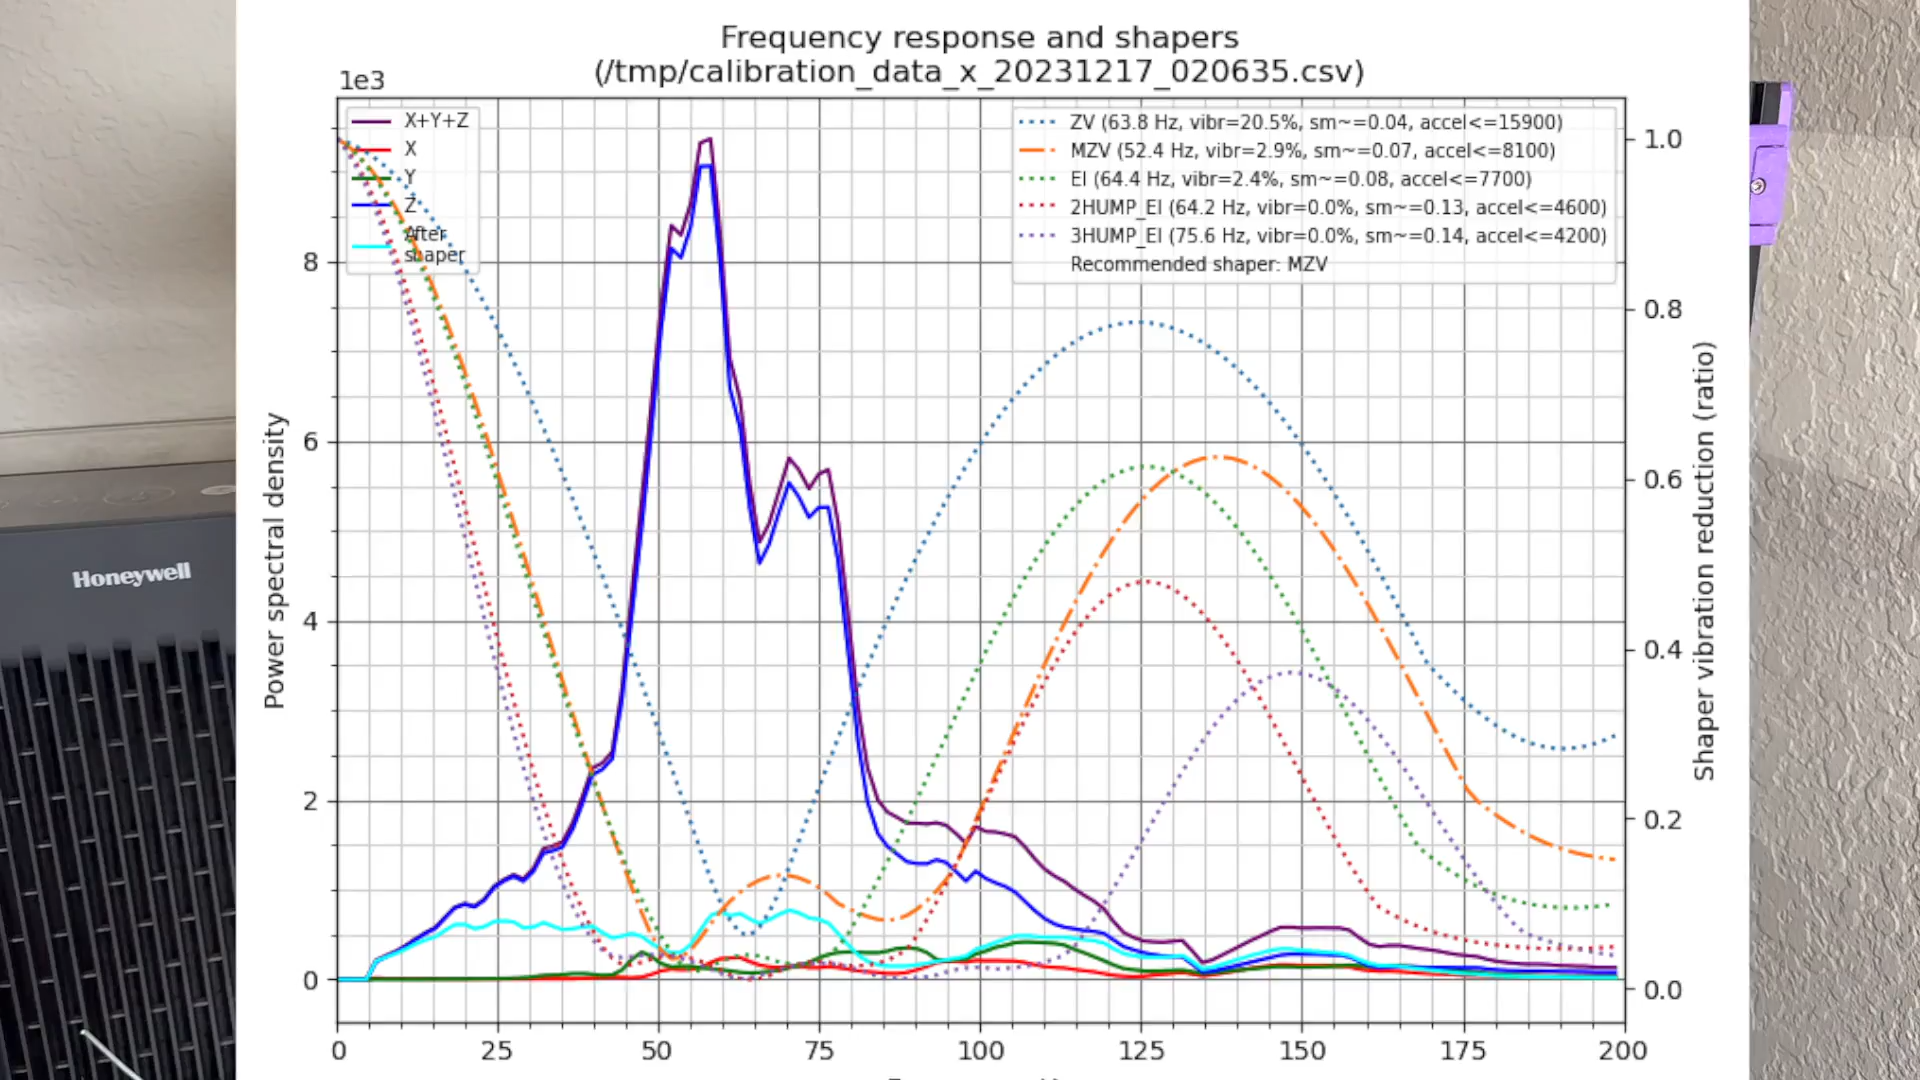 Frequency response and shapers
(/tmp/calibration_data_x_20231217_020635.csv)
1e3
X+Y+Z
X
Y
Z
After
shaper
ZV (63.8 Hz, vibr=20.5%, sm~=0.04, accel<=15900)
MZV (52.4 Hz, vibr=2.9%, sm~=0.07, accel<=8100)
EI (64.4 Hz, vibr=2.4%, sm~=0.08, accel<=7700)
2HUMP_EI (64.2 Hz, vibr=0.0%, sm~=0.13, accel<=4600)
3HUMP_EI (75.6 Hz, vibr=0.0%, sm~=0.14, accel<=4200)
Recommended shaper: MZV
Power spectral density
8
6
4
2
0
Shaper vibration reduction (ratio)
1.0
0.8
0.6
0.4
0.2
0.0
0 25 50 75 100 125 150 175 200
Honeywell